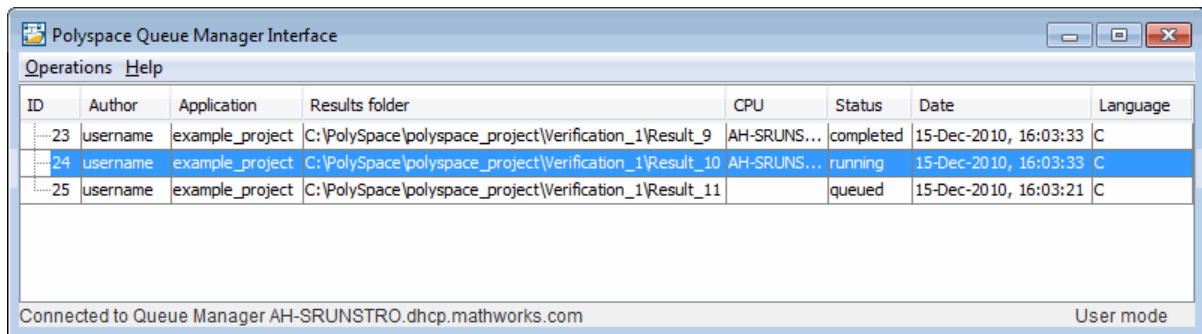 Polyspace Queue Manager Interface
Operations Help
ID Author Application Results folder CPU Status Date Language
23 username example_project C:\PolySpace\polyspace_project\Verification_1\Result_9 AH-SRUNS... completed 15-Dec-2010, 16:03:33 C
24 username example_project C:\PolySpace\polyspace_project\Verification_1\Result_10 AH-SRUNS... running 15-Dec-2010, 16:03:33 C
25 username example_project C:\PolySpace\polyspace_project\Verification_1\Result_11 queued 15-Dec-2010, 16:03:21 C
Connected to Queue Manager AH-SRUNSTRO.dhcp.mathworks.com User mode